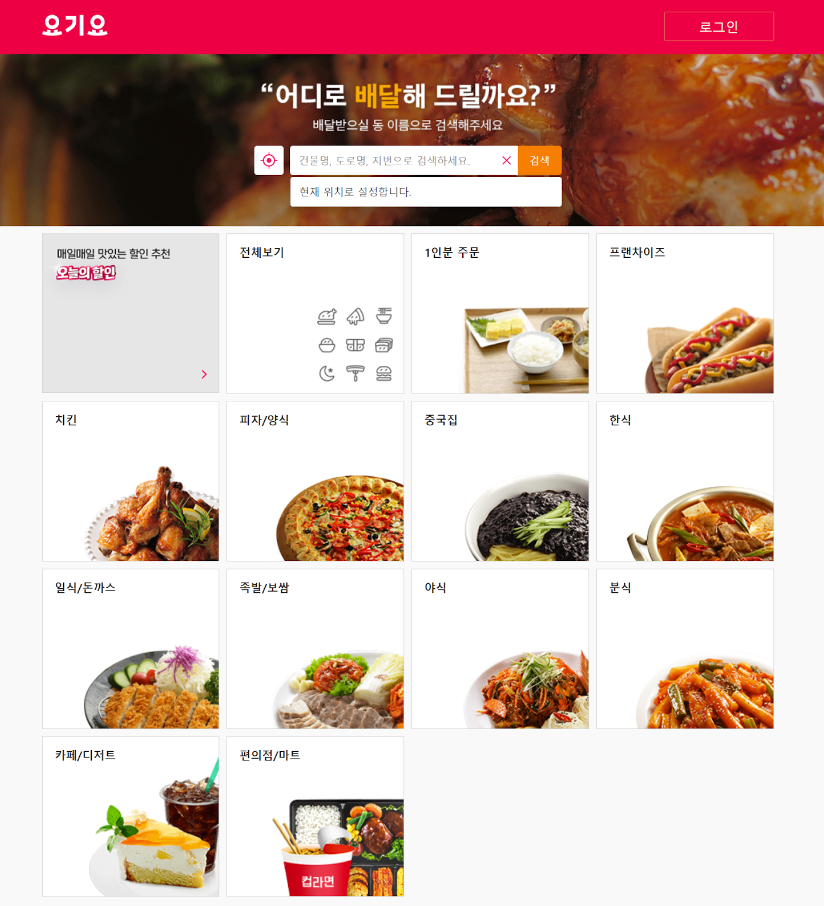 요기요
로그인
“어디로 배달해 드릴까요?”
배달받으실 동 이름으로 검색해주세요
건물명, 도로명, 지번으로 검색하세요.
검색
현재 위치로 설정합니다.
매일매일 맛있는 할인 추천
오늘의 할인
전체보기
1인분 주문
프랜차이즈
치킨
피자/양식
중국집
한식
일식/돈까스
족발/보쌈
야식
분식
카페/디저트
편의점/마트
컵라면